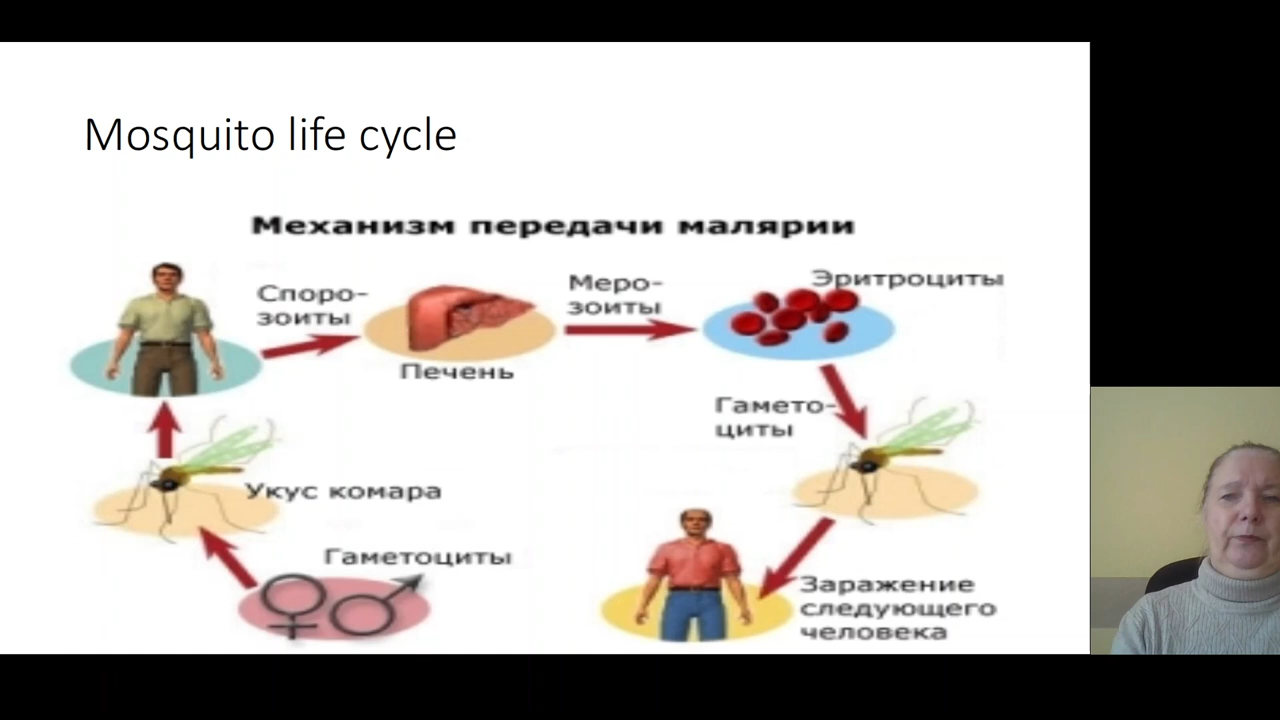 Mosquito life cycle
Механизм передачи малярии
Споро-
зоиты
Печень
Меро-
зоиты
Эритроциты
Гамето-
циты
Укус комара
Гаметоциты
Заражение
следующего
человека